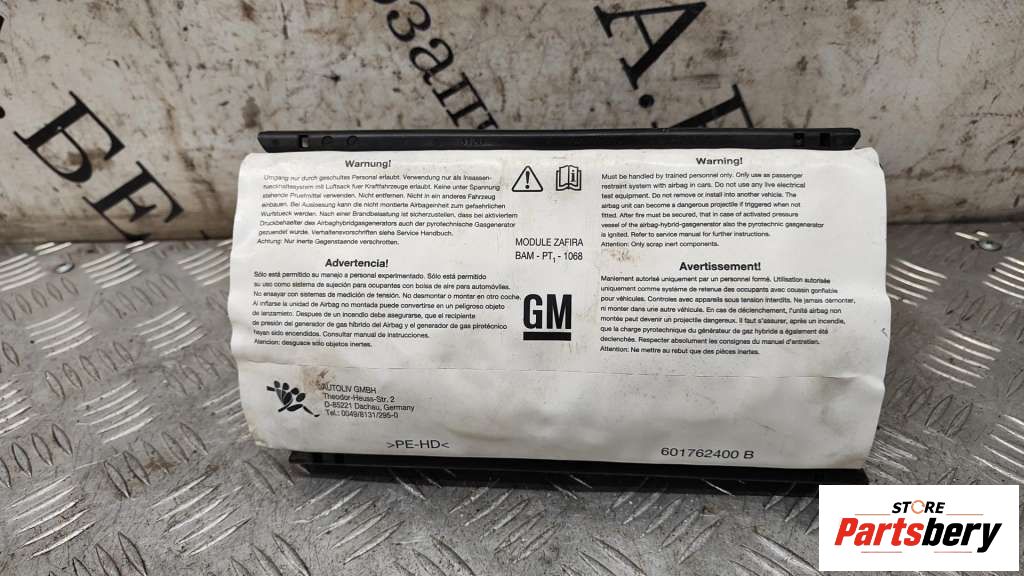 А.БЕ
озапч
А.Б
Warnung!
Umgang nur durch geschultes Personal erlaubt. Verwendung nur als Insassen-
rueckhaltesystem mit Luftsack fuer Kraftfahrzeuge erlaubt. Keine unter Spannung
stehende Pruefmittel verwenden. Nicht entfernen. Nicht in ein anderes Fahrzeug
einbauen. Bei Auslösung kann die nicht montierte Airbageinheit zum gefaehrlichen
Wurfstueck werden. Nach einer Brandbelastung ist sicherzustellen, dass bei aktiviertem
Druckbehaelter des Airbaghybridgasgenerators auch der pyrotechnische Gasgenerator
gezuendet wurde. Verhaltensvorschriften siehe Service Handbuch.
Achtung: Nur inerte Gegenstaende verschrotten.
Advertencia!
Sólo está permitido su manejo a personal experimentado. Sólo está permitido
su uso como sistema de sujeción para ocupantes con bolsa de aire para automóviles.
No ensayar con sistemas de medición de tensión. No desmontar o montar en otro coche.
Al inflarse la unidad de Airbag no montada puede convertirse en un peligroso objeto
de lanzamiento. Despues de un incendio debe asegurarse, que el recipiente
de presión del generador de gas híbrido del Airbag y el generador de gas pirotécnico
hayan sido encendidos. Consultar manual de instrucciones.
Atencion: desguace sólo objetos inertes.
MODULE ZAFIRA
BAM - PT1 - 1068
GM
Warning!
Must be handled by trained personnel only. Only use as passenger
restraint system with airbag in cars. Do not use any live electrical
test equipment. Do not remove or install into another vehicle. The
airbag unit can become a dangerous projectile if triggered when not
fitted. After fire must be secured, that in case of activated pressure
vessel of the airbag-hybrid-gasgenerator also the pyrotechnic gasgenerator
is ignited. Refer to service manual for further instructions.
Attention: Only scrap inert components.
Avertissement!
Maniement autorisé uniquement par un personnel formé. Utilisation autorisée
uniquement comme système de retenue des occupants avec coussin gonflable
pour véhicules. Controles avec appareils sous tension interdits. Ne jamais démonter,
ni monter dans une autre véhicule. En cas de déclenchement, l'unité airbag non
montée peut devenir un projectile dangereux. Il faut s'assurer, après un incendie,
que la charge pyrotechnique du générateur de gaz hybride a également été
declenchés. Respecter absolument les consignes du manuel d'entretien.
Attention: Ne mettre au rebut que des pièces inertes.
AUTOLIV GMBH
Theodor-Heuss-Str. 2
D-85221 Dachau, Germany
Tel.: 0049/8131/295-0
>PE-HD<
601762400 B
STORE
Partsbery